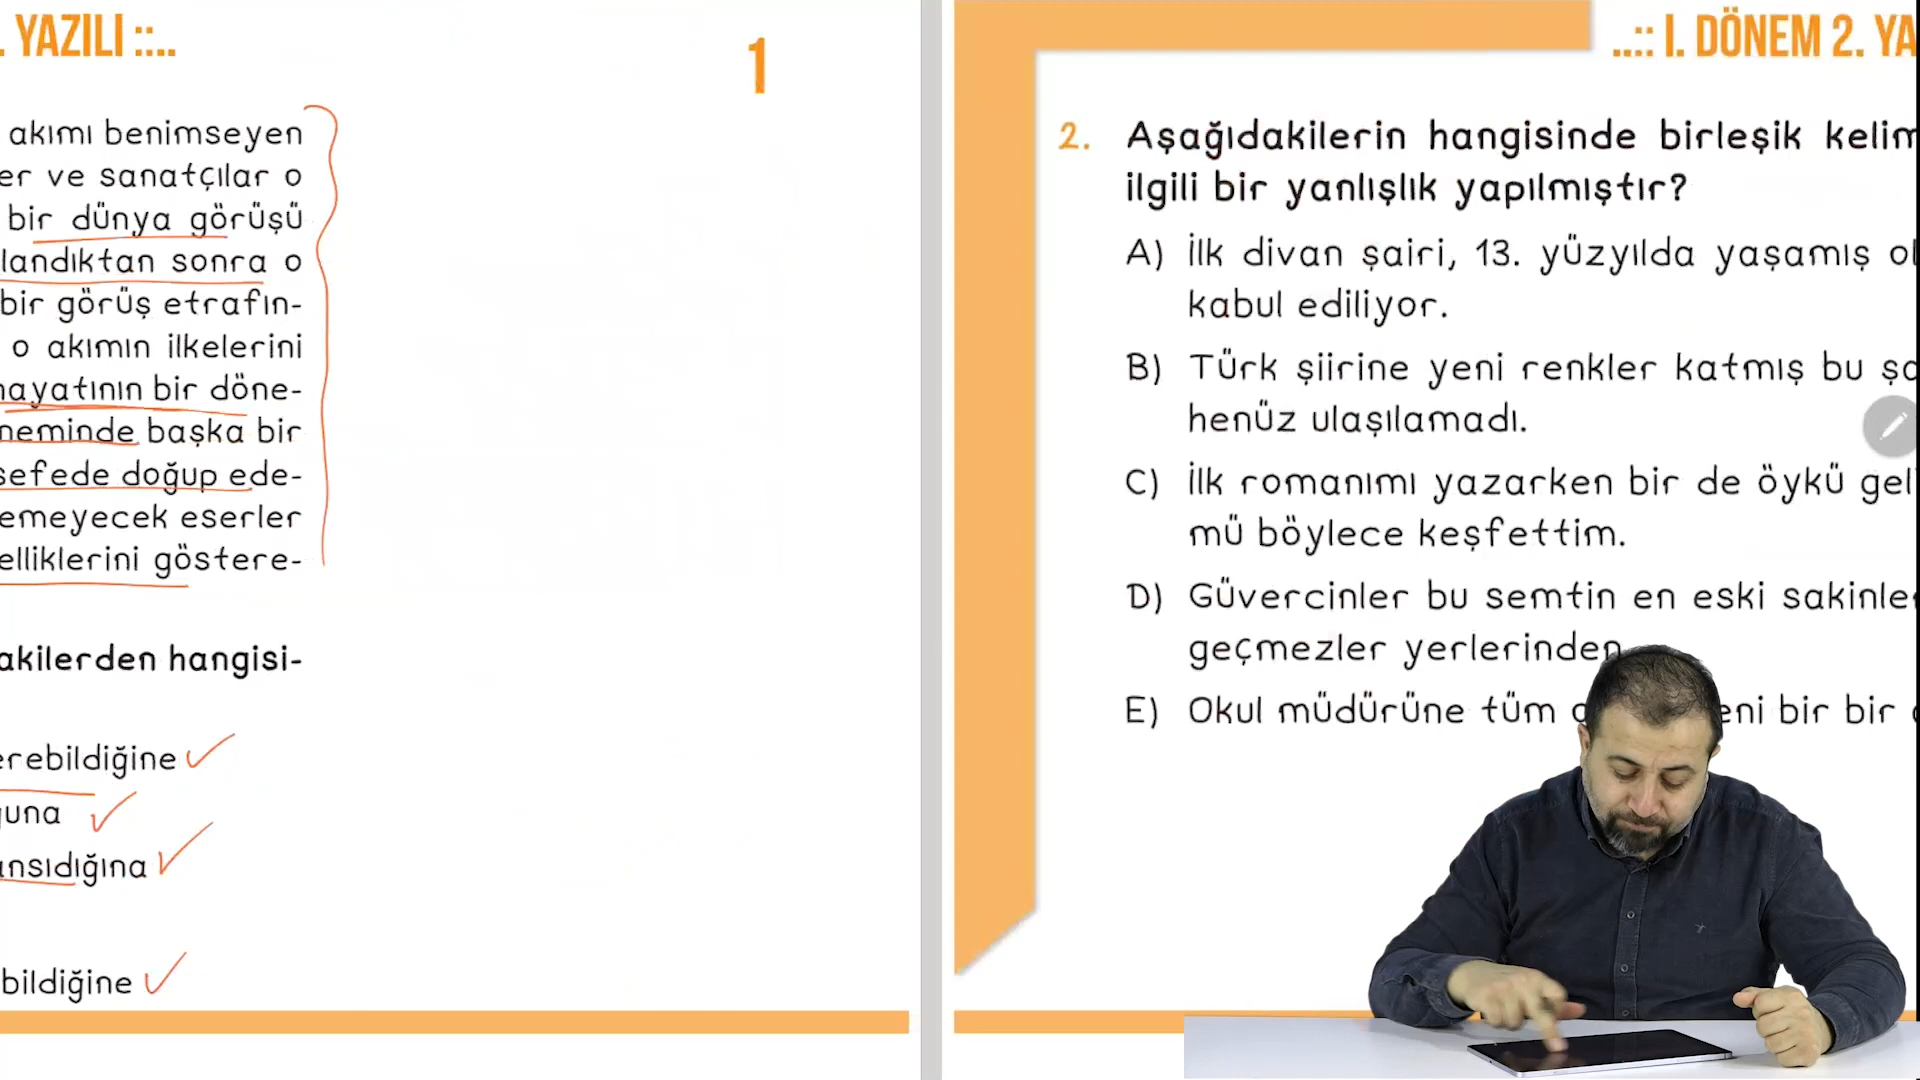 . YAZILI ::..
1
akımı benimseyen
er ve sanatçılar o
bir dünya görüşü
landıktan sonra o
bir görüş etrafın-
o akımın ilkelerini
hayatının bir döne-
neminde başka bir
sefede doğup ede-
emeyecek eserler
elliklerini göstere-
akilerden hangisi-
erebildiğine
ğuna
ansıdığına
bildiğine
..:: I. DÖNEM 2. YA
2. Aşağıdakilerin hangisinde birleşik kelim
ilgili bir yanlışlık yapılmıştır?
A) İlk divan şairi, 13. yüzyılda yaşamış ol
kabul ediliyor.
B) Türk şiirine yeni renkler katmış bu şa
henüz ulaşılamadı.
C) İlk romanımı yazarken bir de öykü gel
mü böylece keşfettim.
D) Güvercinler bu semtin en eski sakinle
geçmezler yerlerinden
E) Okul müdürüne tüm eni bir bir